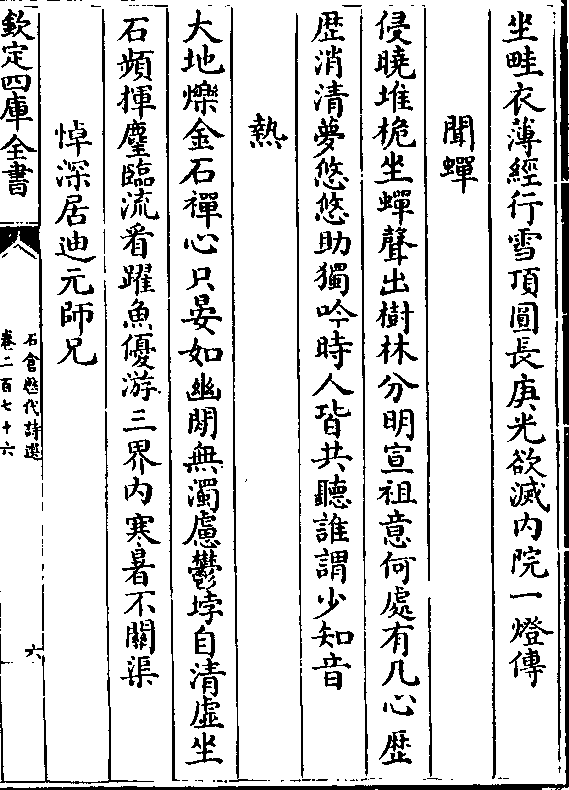 坐畦衣薄經行雪頂圓長庚光欲滅内院一燈傳
聞蟬
侵曉堆桅坐蟬聲出樹林分明宣祖意何處有凡心歴
歴消清夢悠悠助獨吟時人皆共聽誰謂少知音
熱
大地爍金石禪心只晏如幽閒無濁慮鬱埻自清虛坐
石頻揮麈臨流看躍魚優游三界内寒暑不關渠
悼深居迪元師兄
欽定四庫全書
石倉歴代詩選
卷二百七十六
六